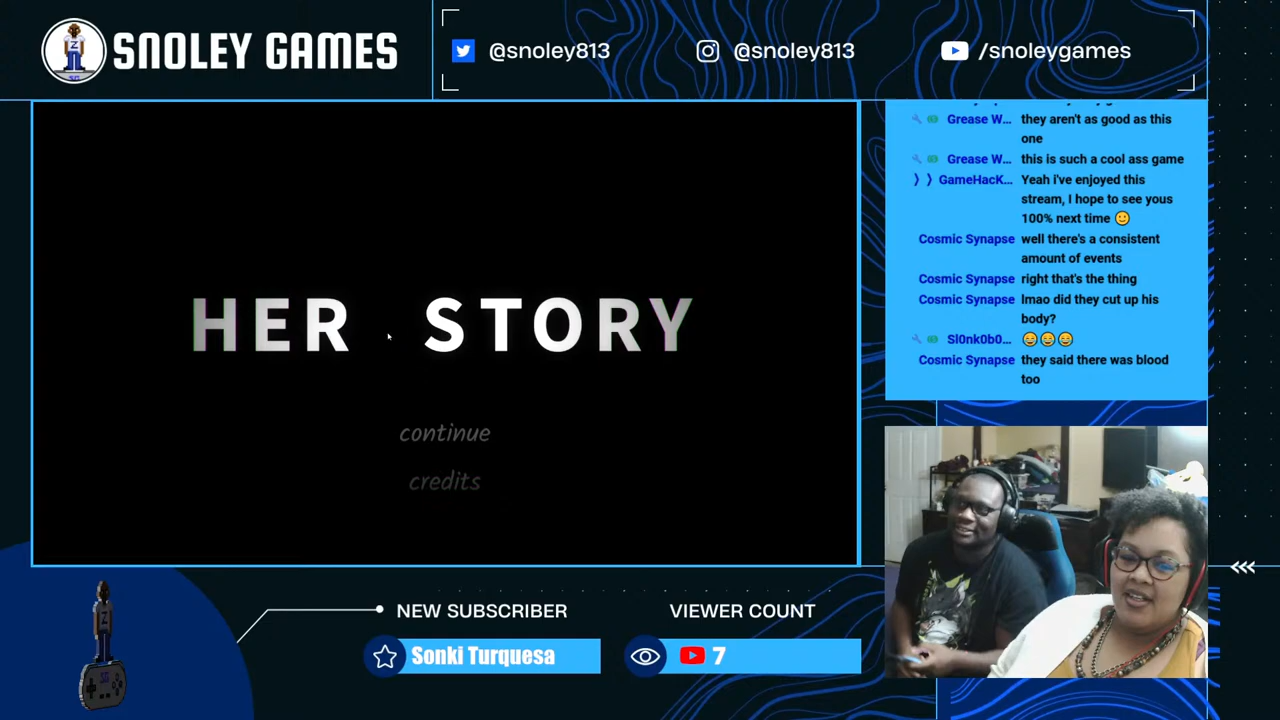 SNOLEY GAMES
@snoley813
@snoley813
/snoleygames
Grease W... they aren't as good as this
one
Grease W... this is such a cool ass game
GameHacK... Yeah i've enjoyed this
stream, I hope to see yous
100% next time 🙂
Cosmic Synapse well there's a consistent
amount of events
Cosmic Synapse right that's the thing
Cosmic Synapse lmao did they cut up his
body?
Sl0nk0b0... 😂😂😂
Cosmic Synapse they said there was blood
too
HER STORY
continue
credits
NEW SUBSCRIBER
Sonki Turquesa
VIEWER COUNT
7